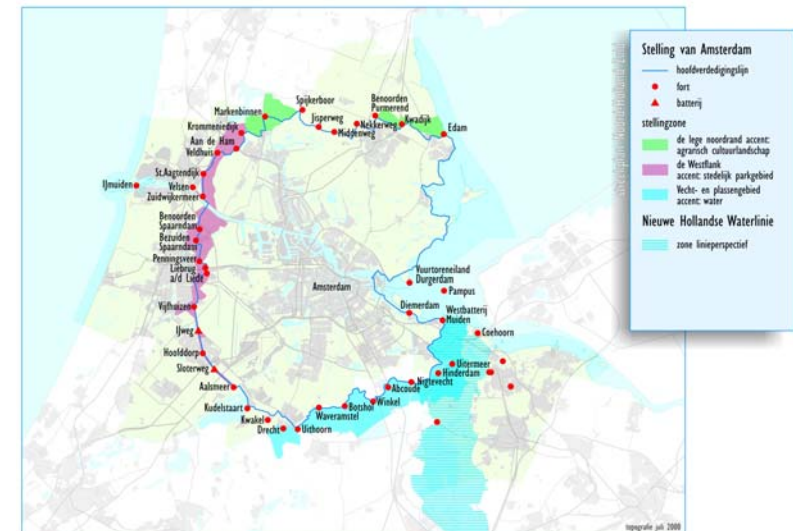 Stelling van Amsterdam
hoofdverdedigingslijn
fort
batterij
stellingzone
de lege noordrand accent:
agrarisch cultuurlandschap
de Westflank
accent: stedelijk parkgebied
Vecht- en plassengebied
accent: water
Nieuwe Hollandse Waterlinie
zone linieperspectief
Spijkerboor
Markenbinnen
Jisperweg
Middenweg
Nekkerweg
Benoorden
Purmerend
Kwadijk
Edam
Krommeniedijk
Aan de Ham
Veldhuis
St.Aagtendijk
IJmuiden
Velsen
Zuidwijkermeer
Benoorden
Spaarndam
Bezuiden
Spaarndam
Penningsveer
Liebrug
a/d Liede
Vijfhuizen
IJweg
Hoofddorp
Sloterweg
Aalsmeer
Kudelstaart
Kwakel
Drecht
Uithoorn
Waveramstel
Botshol
Winkel
Abcoude
Nigtevecht
Hinderdam
Uitermeer
Coehoorn
Westbatterij
Muiden
Diemerdam
Pampus
Vuurtoreneiland
Durgerdam
Amsterdam
topografie juli 2000